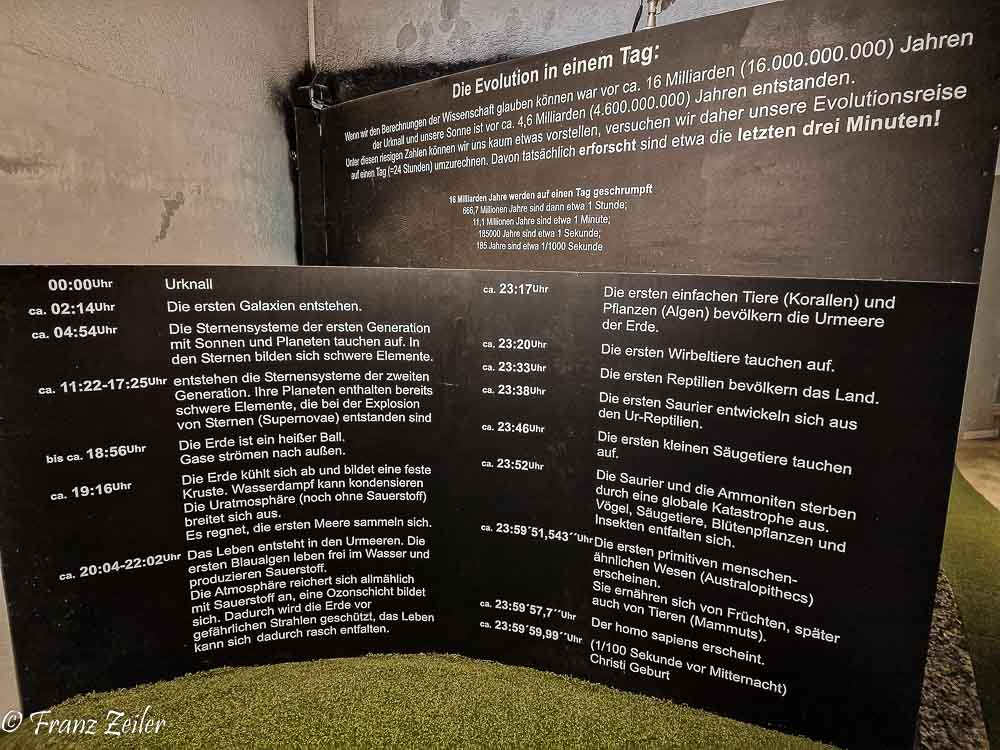 Die Evolution in einem Tag:
Wenn wir den Berechnungen der Wissenschaft glauben können war vor ca. 16 Milliarden (16.000.000.000) Jahren
der Urknall und unsere Sonne ist vor ca. 4,6 Milliarden (4.600.000.000) Jahren entstanden.
Unter diesen riesigen Zahlen können wir uns kaum etwas vorstellen, versuchen wir daher unsere Evolutionsreise
auf einen Tag (=24 Stunden) umzurechnen. Davon tatsächlich erforscht sind etwa die letzten drei Minuten!
16 Milliarden Jahre werden auf einen Tag geschrumpft
666,7 Millionen Jahre sind dann etwa 1 Stunde;
11,1 Millionen Jahre sind etwa 1 Minute;
185000 Jahre sind etwa 1 Sekunde;
185 Jahre sind etwa 1/1000 Sekunde
00:00Uhr Urknall
ca. 02:14Uhr Die ersten Galaxien entstehen.
ca. 04:54Uhr Die Sternensysteme der ersten Generation
mit Sonnen und Planeten tauchen auf. In
den Sternen bilden sich schwere Elemente.
ca. 11:22-17:25Uhr entstehen die Sternensysteme der zweiten
Generation. Ihre Planeten enthalten bereits
schwere Elemente, die bei der Explosion
von Sternen (Supernovae) entstanden sind
bis ca. 18:56Uhr Die Erde ist ein heißer Ball.
Gase strömen nach außen.
ca. 19:16Uhr Die Erde kühlt sich ab und bildet eine feste
Kruste. Wasserdampf kann kondensieren
Die Uratmosphäre (noch ohne Sauerstoff)
breitet sich aus.
Es regnet, die ersten Meere sammeln sich.
ca. 20:04-22:02Uhr Das Leben entsteht in den Urmeeren. Die
ersten Blaualgen leben frei im Wasser und
produzieren Sauerstoff.
Die Atmosphäre reichert sich allmählich
mit Sauerstoff an, eine Ozonschicht bildet
sich. Dadurch wird die Erde vor
gefährlichen Strahlen geschützt, das Leben
kann sich dadurch rasch entfalten.
ca. 23:17Uhr Die ersten einfachen Tiere (Korallen) und
Pflanzen (Algen) bevölkern die Urmeere
der Erde.
ca. 23:20Uhr Die ersten Wirbeltiere tauchen auf.
ca. 23:33Uhr Die ersten Reptilien bevölkern das Land.
ca. 23:38Uhr Die ersten Saurier entwickeln sich aus
den Ur-Reptilien.
ca. 23:46Uhr Die ersten kleinen Säugetiere tauchen
auf.
ca. 23:52Uhr Die Saurier und die Ammoniten sterben
durch eine globale Katastrophe aus.
Vögel, Säugetiere, Blütenpflanzen und
Insekten entfalten sich.
ca. 23:59´51,543´´Uhr Die ersten primitiven menschen-
ähnlichen Wesen (Australopithecs)
erscheinen.
Sie ernähren sich von Früchten, später
auch von Tieren (Mammuts).
ca. 23:59´57,7´´Uhr Der homo sapiens erscheint.
ca. 23:59´59,99´´Uhr (1/100 Sekunde vor Mitternacht)
Christi Geburt
© Franz Zeiler